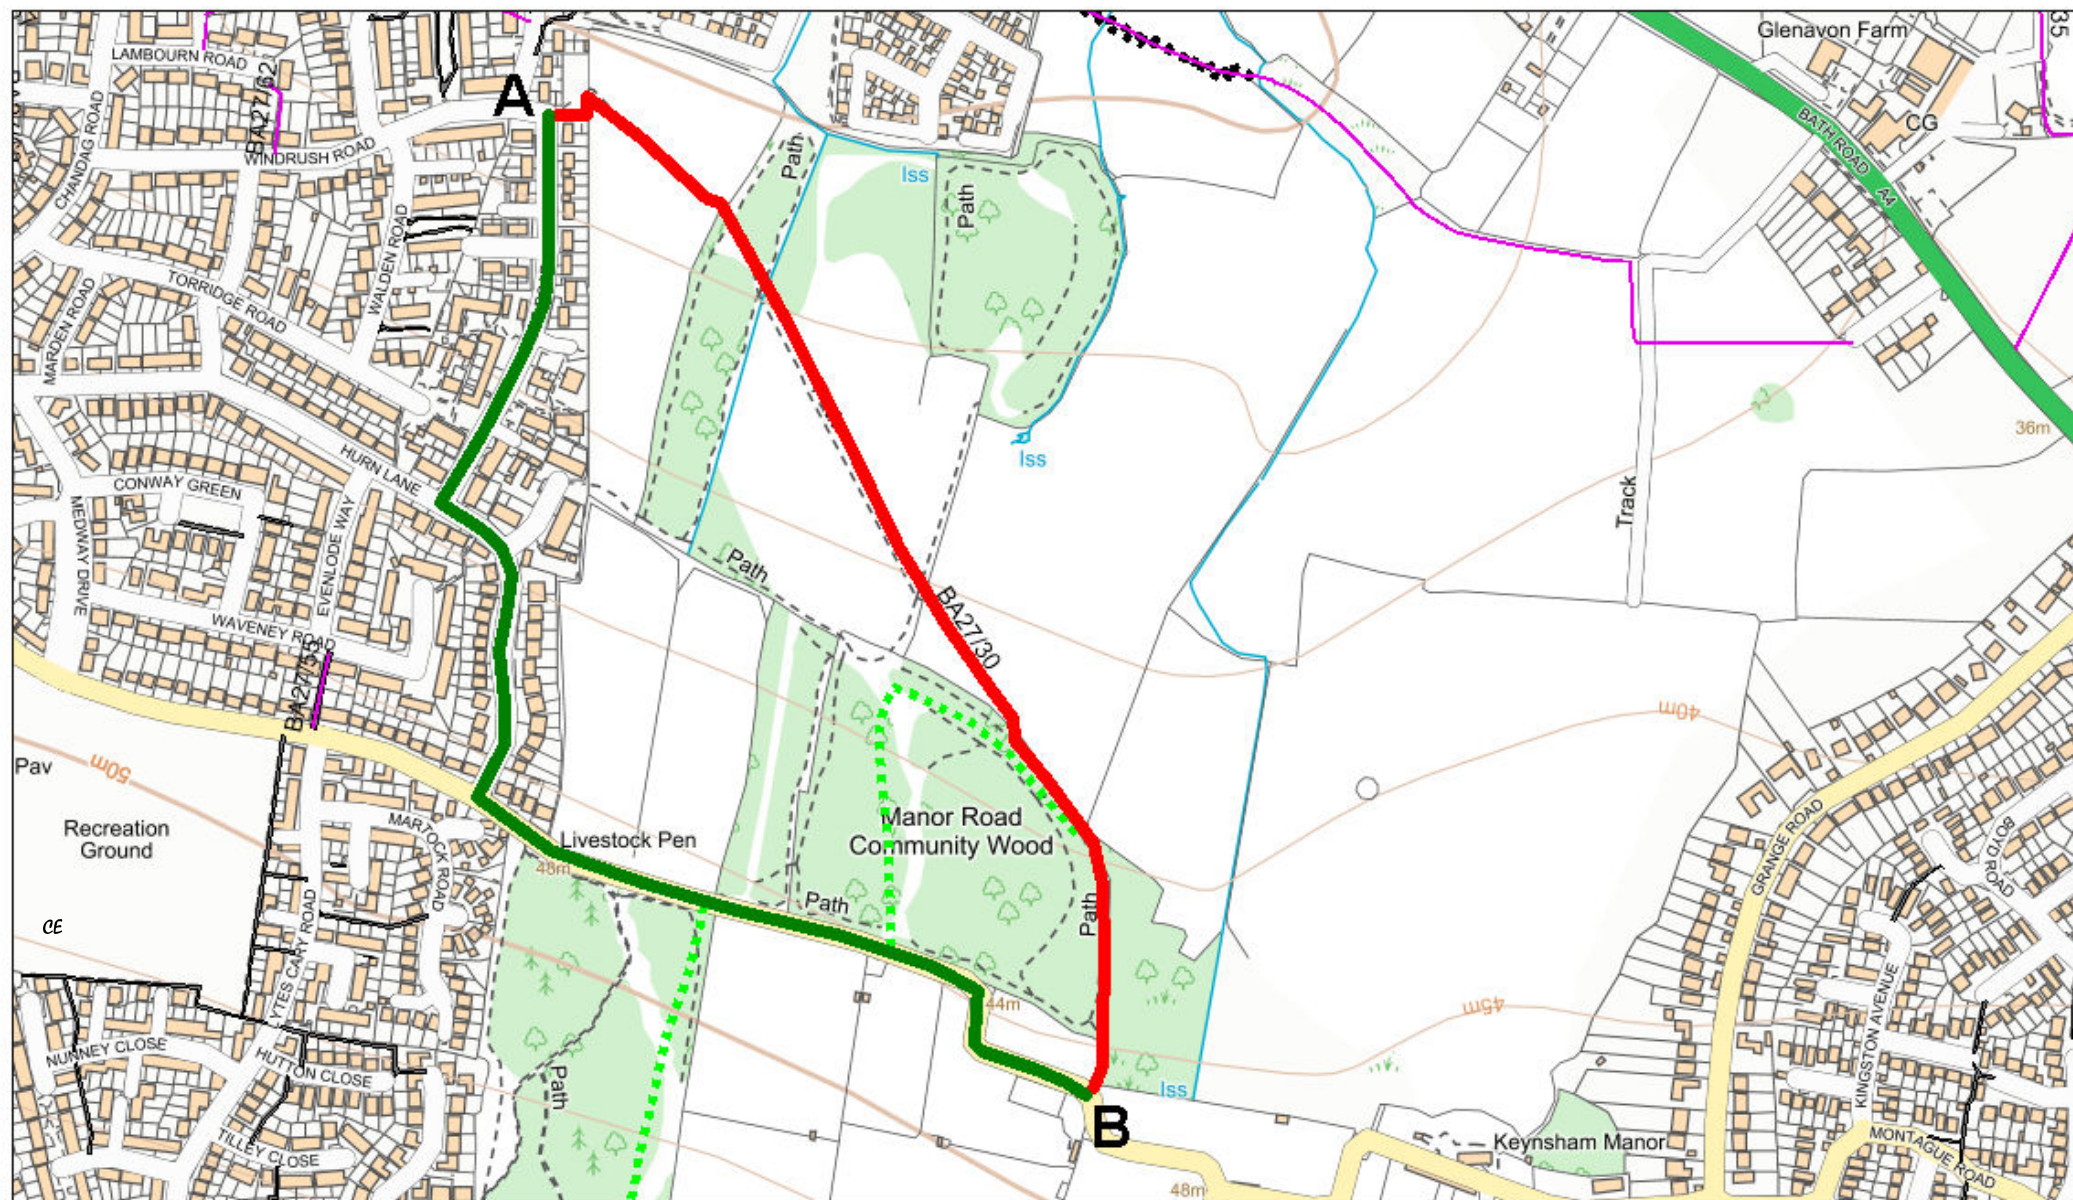 Glenavon Farm
35
LAMBOURN ROAD
BA27/62
A
CHANDAG ROAD
WINDRUSH ROAD
Path
Iss
Path
CG
BATH ROAD
A4
WALDEN ROAD
TORRIDGE ROAD
MARDEN ROAD
36m
HURN LANE
Iss
CONWAY GREEN
MEDWAY DRIVE
EVENLODE WAY
Track
Path
WAVENEY ROAD
BA27/30
BA27/55
40m
Pav
50m
Manor Road
Community Wood
Recreation
Ground
MARTOCK ROAD
Livestock Pen
48m
GRANGE ROAD
BOYD ROAD
Path
Path
CE
YTES CARY ROAD
44m
45m
KINGSTON AVENUE
NUNNEY CLOSE
HUTTON CLOSE
Path
Iss
B
TILLEY CLOSE
Keynsham Manor
MONTAGUE ROAD
48m